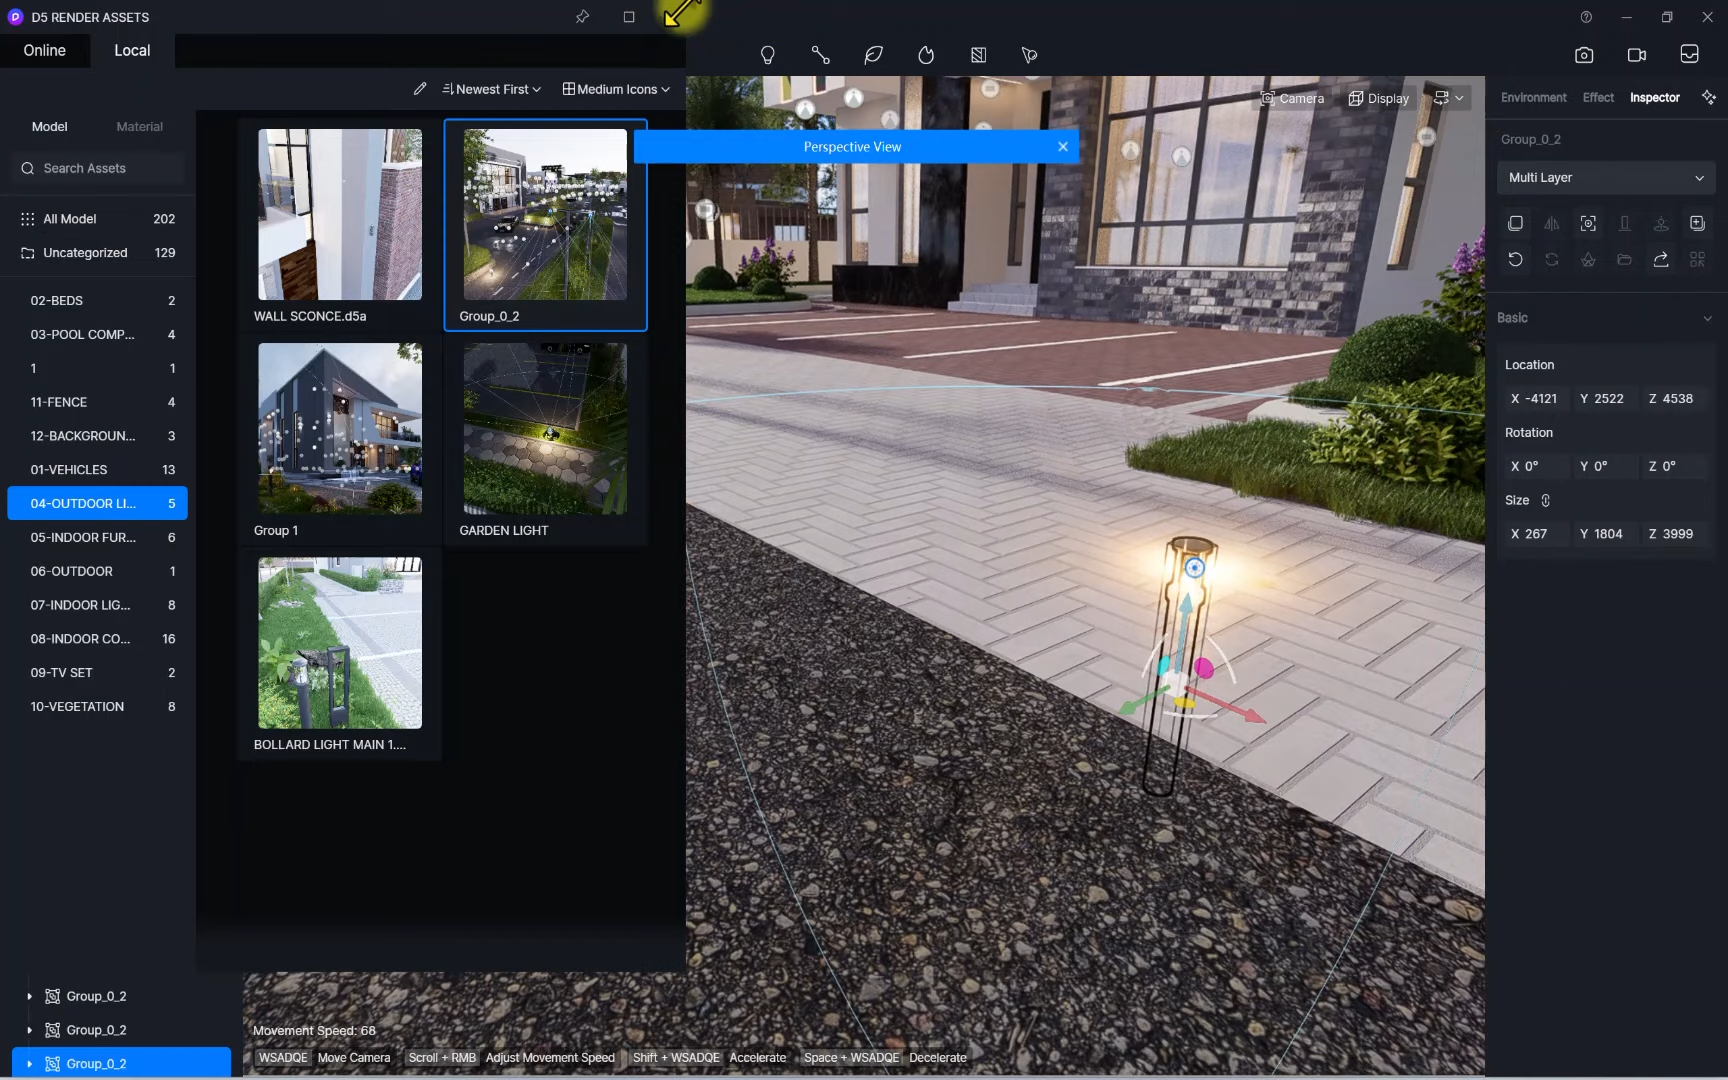 D5 RENDER ASSETS
Online
Local
Newest First
Medium Icons
Model
Material
Search Assets
All Model 202
Uncategorized 129
02-BEDS 2
03-POOL COMP... 4
1 1
11-FENCE 4
12-BACKGROUN... 3
01-VEHICLES 13
04-OUTDOOR LI... 5
05-INDOOR FUR... 6
06-OUTDOOR 1
07-INDOOR LIG... 8
08-INDOOR CO... 16
09-TV SET 2
10-VEGETATION 8
WALL SCONCE.d5a
Group_0_2
Group 1
GARDEN LIGHT
BOLLARD LIGHT MAIN 1....
Group_0_2
Group_0_2
Group_0_2
Camera
Display
Perspective View
Movement Speed: 68
WSADQE Move Camera Scroll + RMB Adjust Movement Speed Shift + WSADQE Accelerate Space + WSADQE Decelerate
Environment Effect Inspector
Group_0_2
Multi Layer
Basic
Location
X -4121 Y 2522 Z 4538
Rotation
X 0° Y 0° Z 0°
Size
X 267 Y 1804 Z 3999